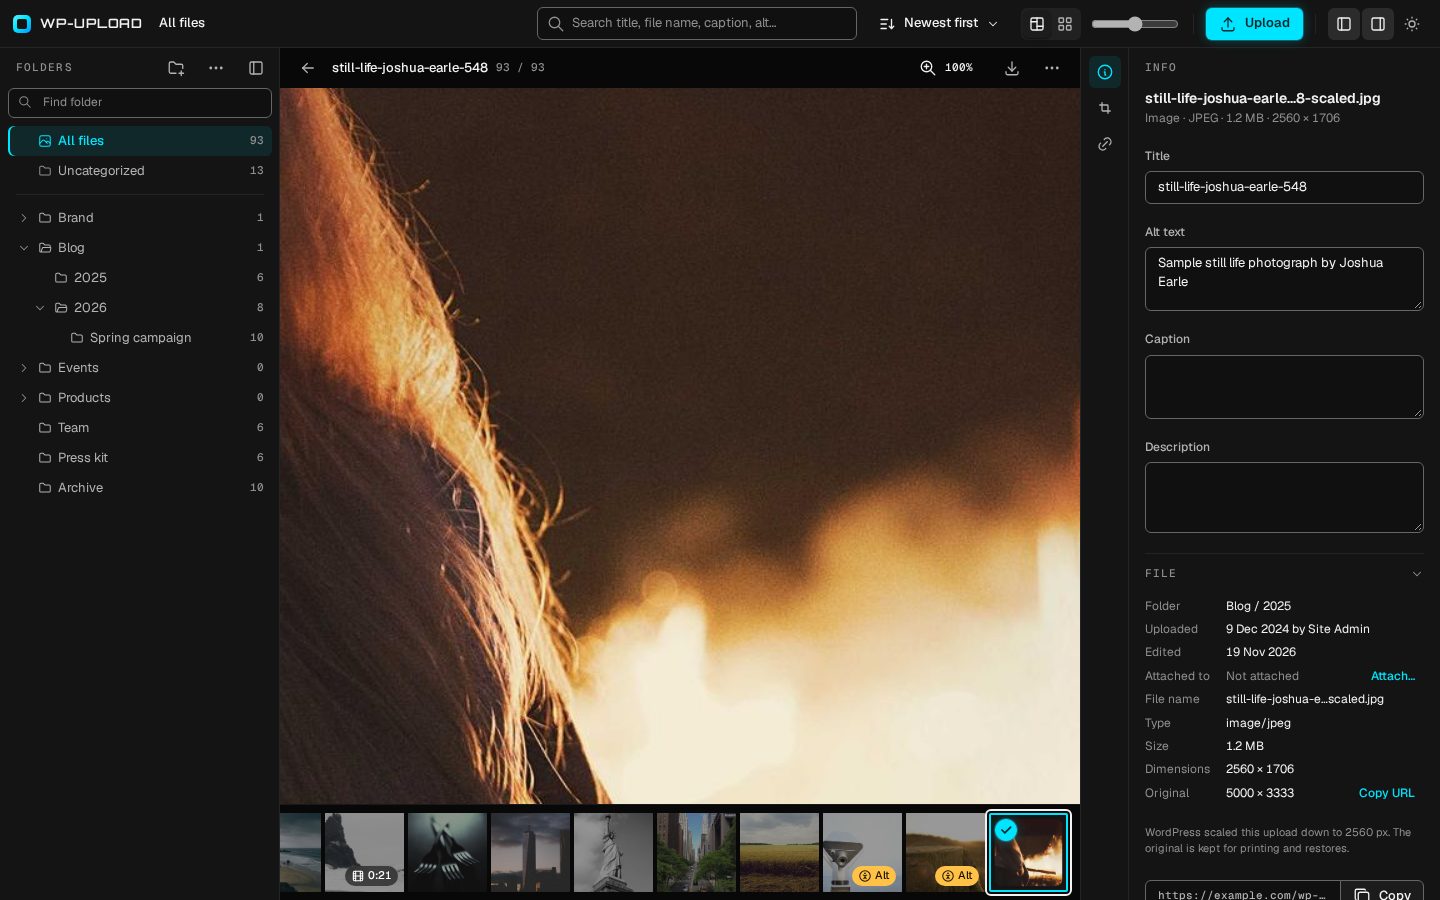 WP-UPLOAD All files
Search title, file name, caption, alt...
Newest first
Upload
FOLDERS
Find folder
All files 93
Uncategorized 13
Brand 1
Blog 1
2025 6
2026 8
Spring campaign 10
Events 0
Products 0
Team 6
Press kit 6
Archive 10
still-life-joshua-earle-548 93 / 93
100%
0:21
Alt
Alt
INFO
still-life-joshua-earle...8-scaled.jpg
Image · JPEG · 1.2 MB · 2560 × 1706
Title
still-life-joshua-earle-548
Alt text
Sample still life photograph by Joshua
Earle
Caption
Description
FILE
Folder Blog / 2025
Uploaded 9 Dec 2024 by Site Admin
Edited 19 Nov 2026
Attached to Not attached Attach...
File name still-life-joshua-e...scaled.jpg
Type image/jpeg
Size 1.2 MB
Dimensions 2560 × 1706
Original 5000 × 3333 Copy URL
WordPress scaled this upload down to 2560 px. The
original is kept for printing and restores.
https://example.com/wp-... Copy